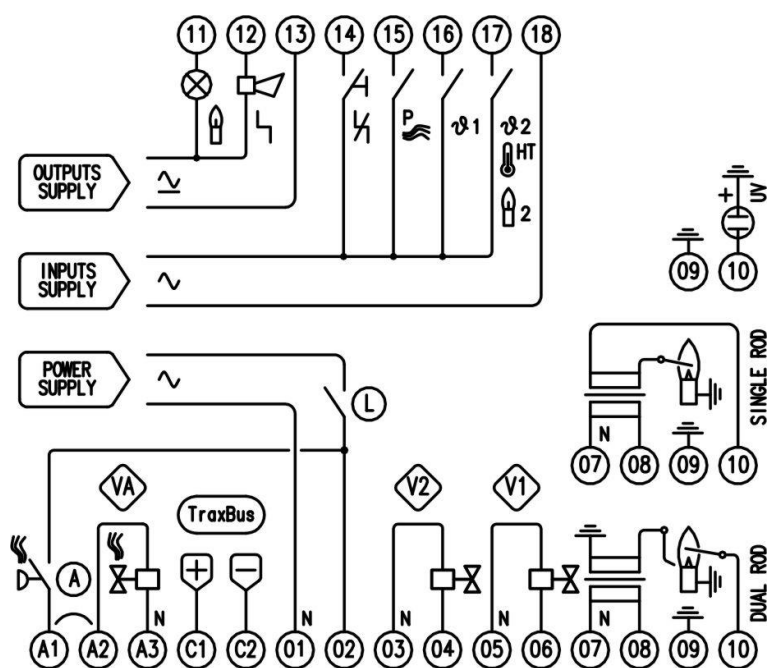 11 12 13 14 15 16 17 18
P ϑ1 ϑ2
HT
2
OUTPUTS
SUPPLY
+ UV
09 10
INPUTS
SUPPLY
POWER
SUPPLY
L
SINGLE ROD
N
07 08 09 10
VA V2 V1
TraxBus
A + −
DUAL ROD
N N N N N
A1 A2 A3 C1 C2 01 02 03 04 05 06 07 08 09 10